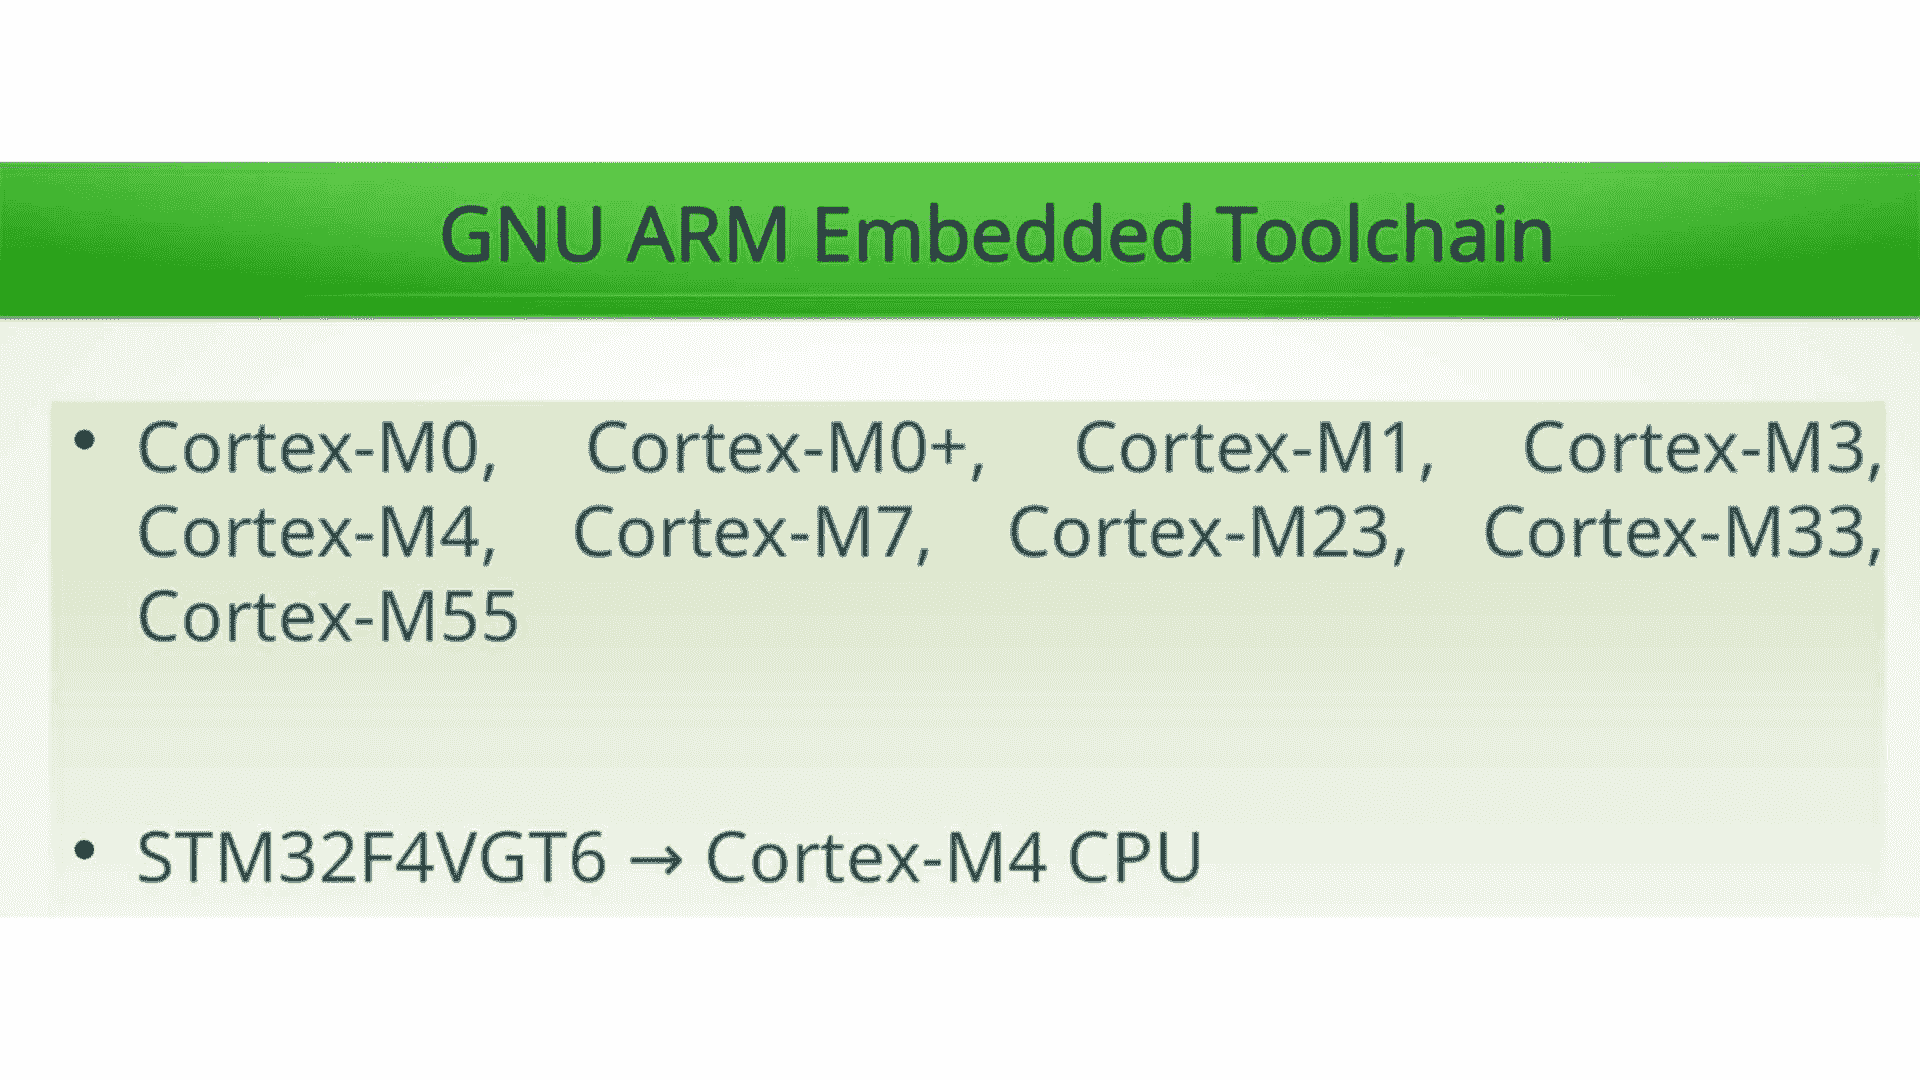 GNU ARM Embedded Toolchain
• Cortex-M0, Cortex-M0+, Cortex-M1, Cortex-M3,
Cortex-M4, Cortex-M7, Cortex-M23, Cortex-M33,
Cortex-M55
• STM32F4VGT6 → Cortex-M4 CPU